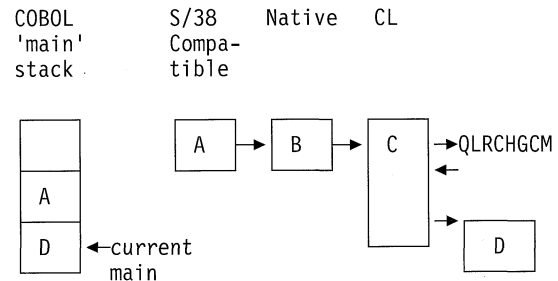 COBOL S/38 Native CL
'main' Compa-
stack tible
A B C QLRCHGCM
A
D current D
main